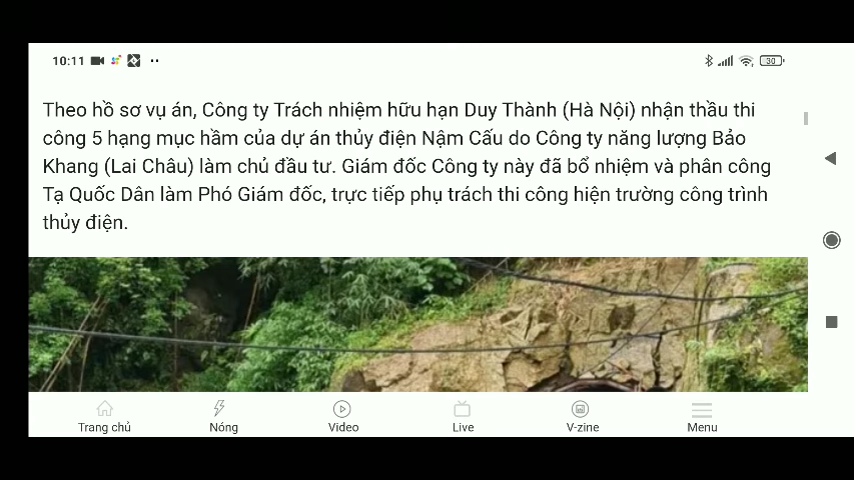 10:11
30
Theo hồ sơ vụ án, Công ty Trách nhiệm hữu hạn Duy Thành (Hà Nội) nhận thầu thi
công 5 hạng mục hầm của dự án thủy điện Nậm Cấu do Công ty năng lượng Bảo
Khang (Lai Châu) làm chủ đầu tư. Giám đốc Công ty này đã bổ nhiệm và phân công
Tạ Quốc Dân làm Phó Giám đốc, trực tiếp phụ trách thi công hiện trường công trình
thủy điện.
Trang chủ
Nóng
Video
Live
V-zine
Menu